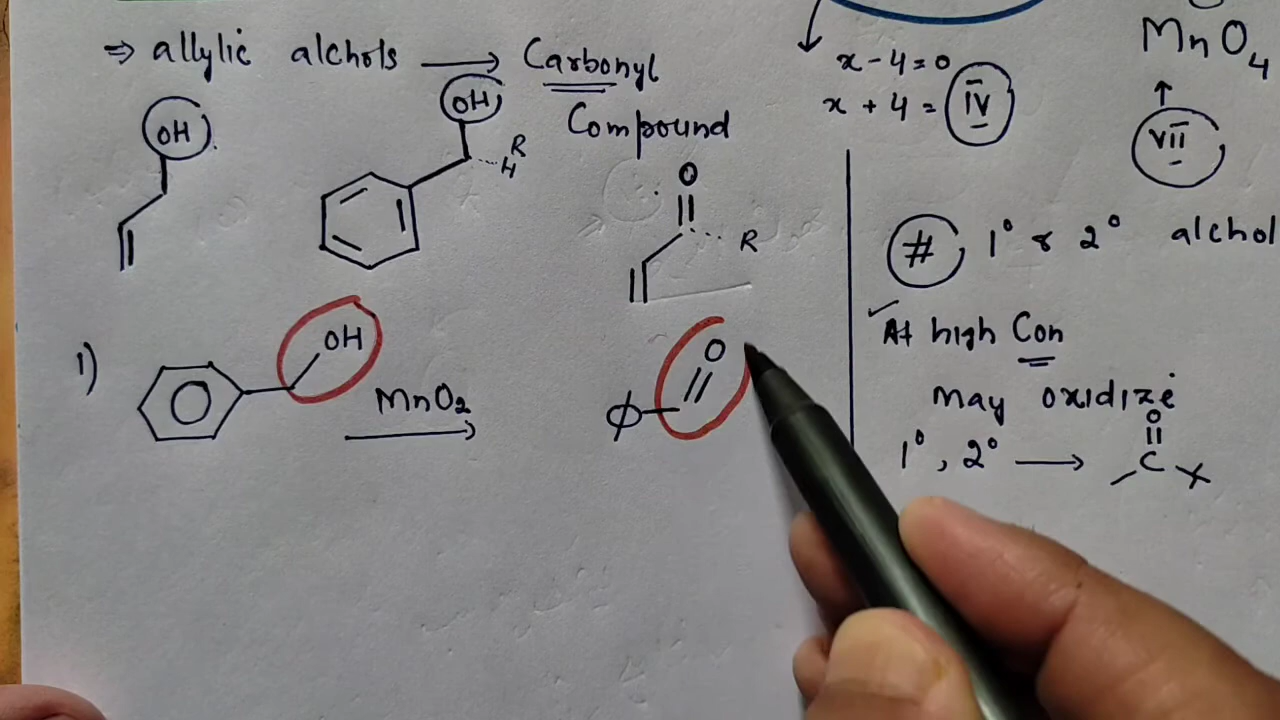 ⇒ allylic alchols ⟶ Carbonyl
Compound
OH
OH
R
H
O
R
1)
OH
MnO2
O
ϕ
x - 4 = 0
x + 4 = IV
MnO4
VII
# 1° & 2° alchol
✓At high Con
may oxidize
1°, 2° ⟶
O
C